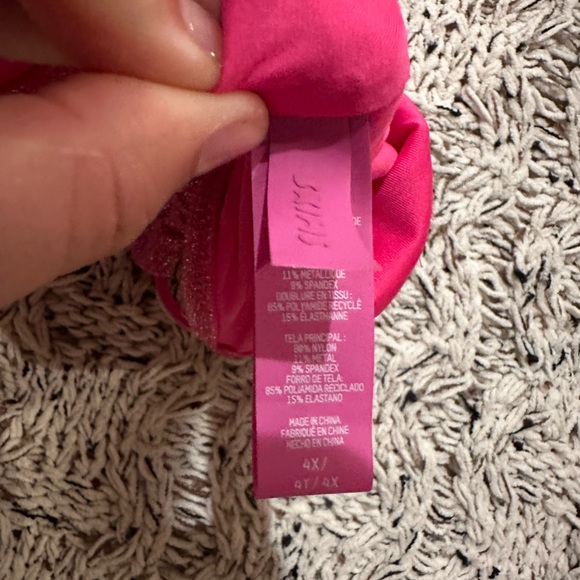 DE
11% METALLIQUE
9% SPANDEX
DOUBLURE EN TISSU :
85% POLYAMIDE RECYCLÉ
15% ÉLASTHANNE
TELA PRINCIPAL :
80% NYLON
11% METAL
9% SPANDEX
FORRO DE TELA:
85% POLIAMIDA RECICLADO
15% ELASTANO
MADE IN CHINA
FABRIQUÉ EN CHINE
HECHO EN CHINA
4X/
4T / 4X